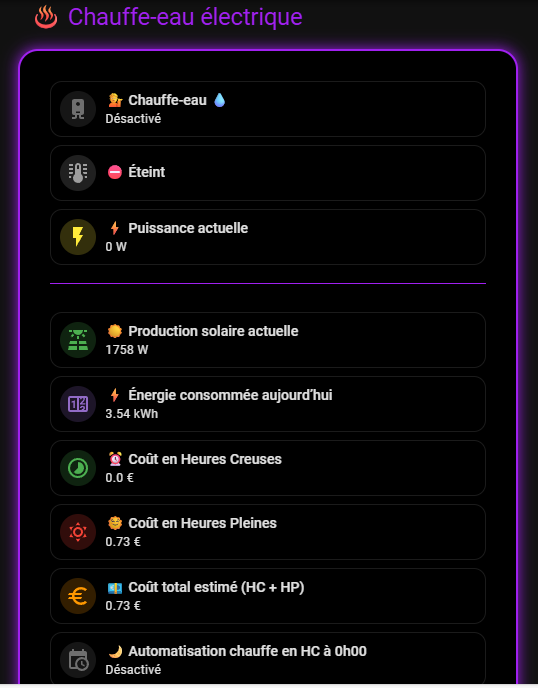 Chauffe-eau électrique
Chauffe-eau
Désactivé
Éteint
Puissance actuelle
0 W
Production solaire actuelle
1758 W
Énergie consommée aujourd’hui
3.54 kWh
Coût en Heures Creuses
0.0 €
Coût en Heures Pleines
0.73 €
Coût total estimé (HC + HP)
0.73 €
Automatisation chauffe en HC à 0h00
Désactivé